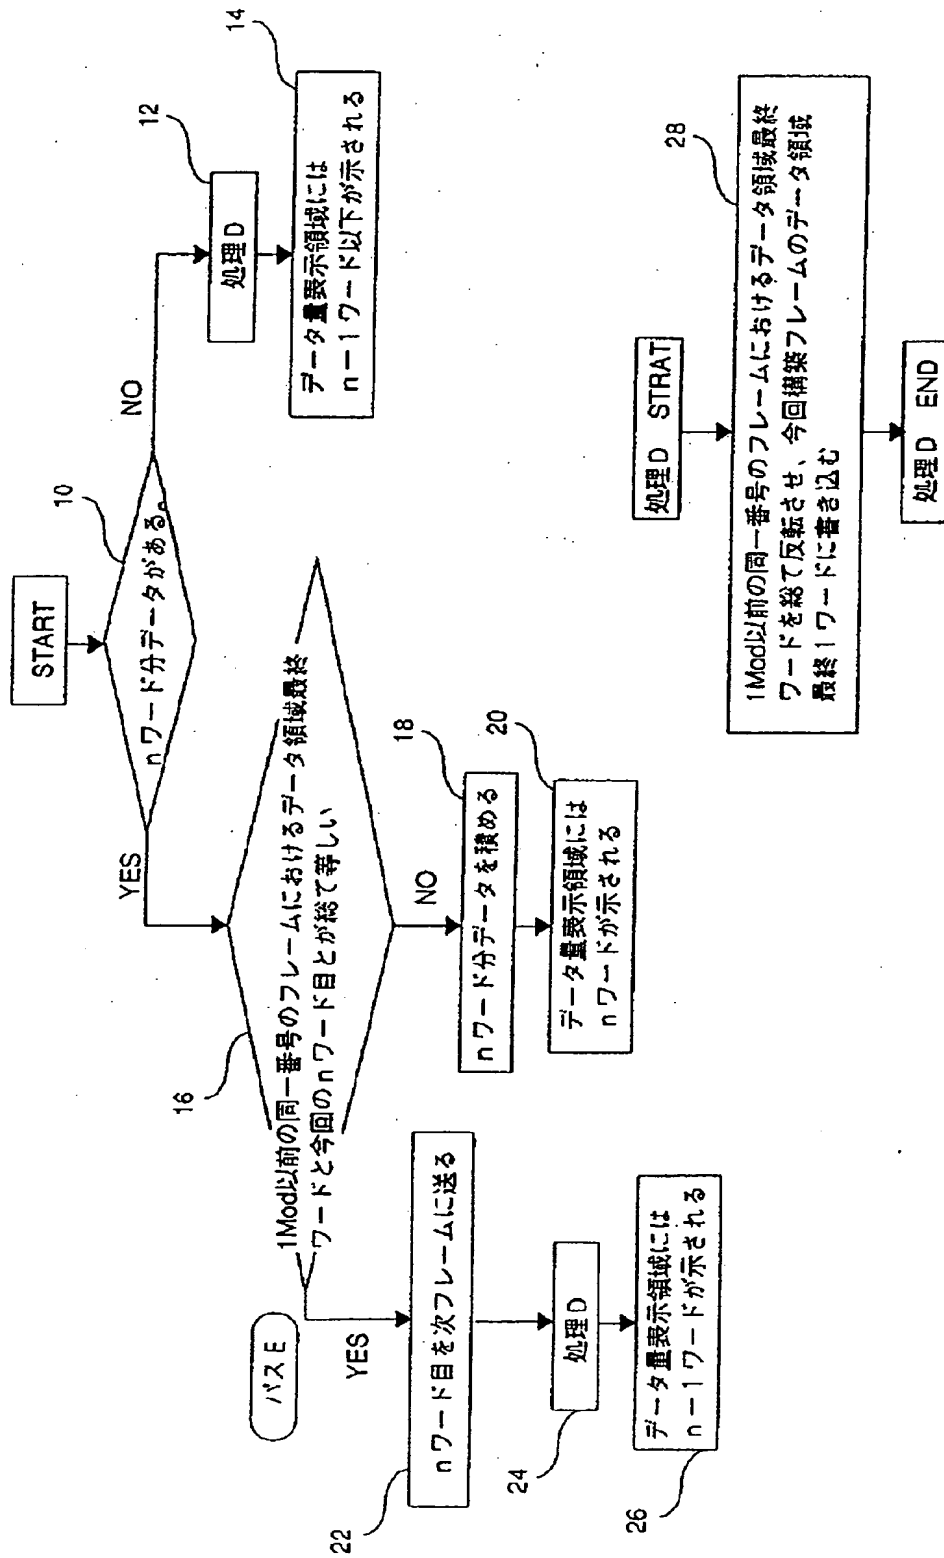 START
10
nワード分データがある。
YES
NO
12
処理D
14
データ量表示領域には
n－1ワード以下が示される
16
1Mod以前の同一番号のフレームにおけるデータ領域最終
ワードと今回のnワード目とが総て等しい
NO
18
nワード分データを積める
20
データ量表示領域には
nワードが示される
パスE
YES
22
nワード目を次フレームに送る
24
処理D
26
データ量表示領域には
n－1ワードが示される
処理D STRAT
28
1Mod以前の同一番号のフレームにおけるデータ領域最終
ワードを総て反転させ、今回構築フレームのデータ領域
最終1ワードに書き込む
処理D END